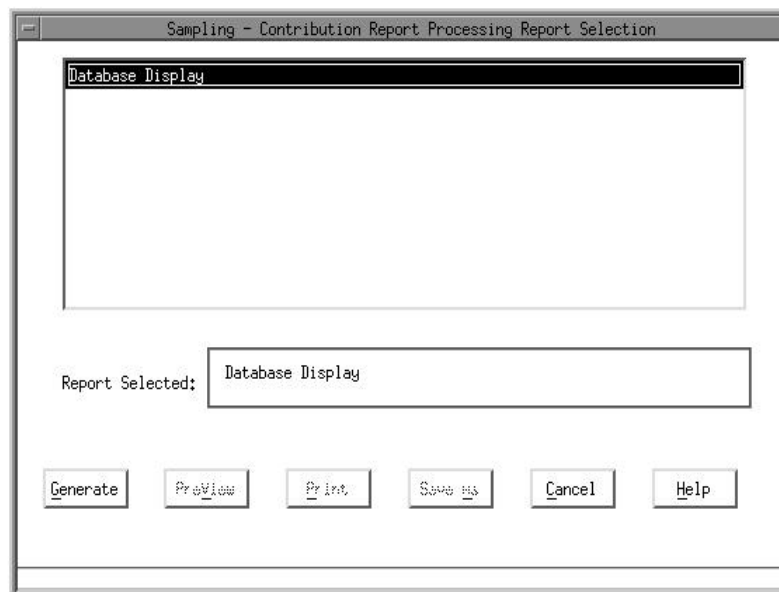 Sampling - Contribution Report Processing Report Selection
Database Display
Report Selected: Database Display
Generate PreView Print Save As Cancel Help